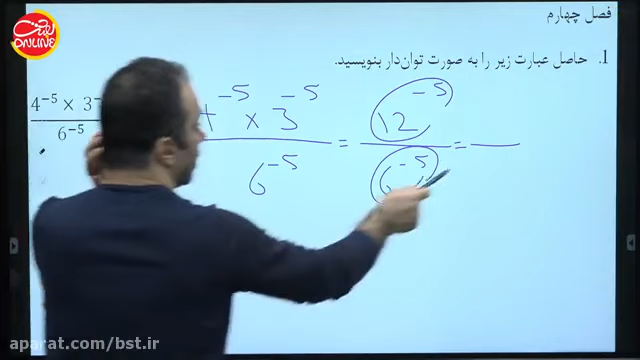 فصل چهارم
1. حاصل عبارت زیر را به صورت توان‌دار بنویسید.
4⁻⁵ × 3⁻
6⁻⁵
⁻⁵ × 3⁻⁵ = 12⁻⁵ =
6⁻⁵ 6⁻⁵
ONLINE
aparat.com/bst.ir